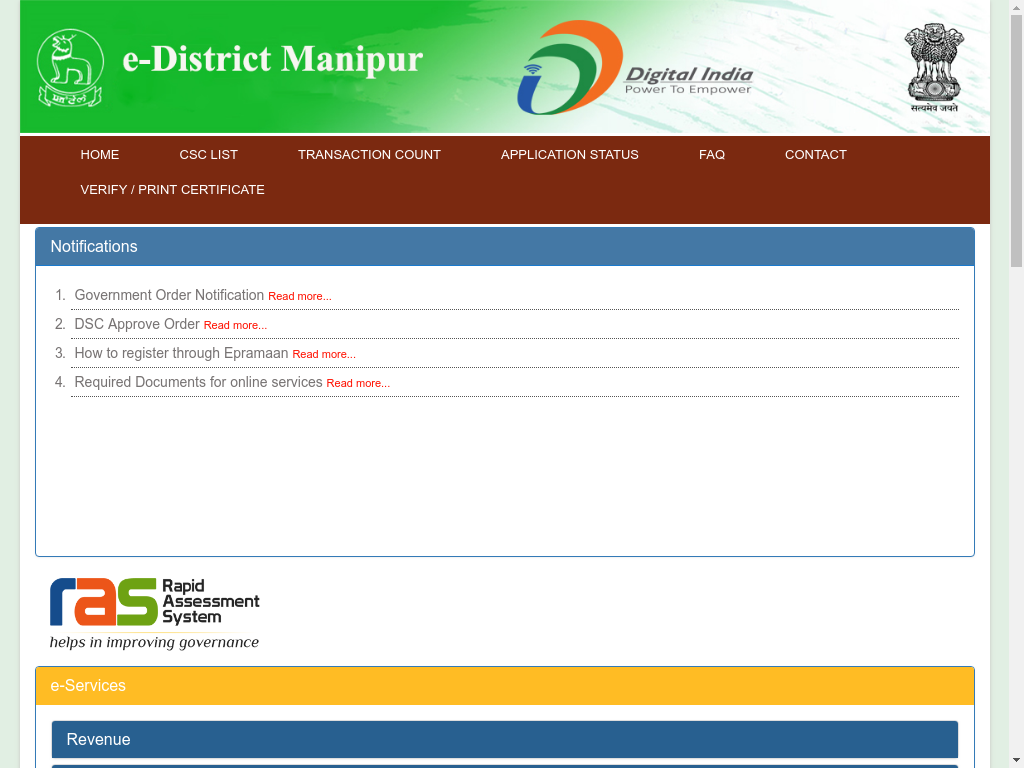 e-District Manipur
Digital India
Power To Empower
सत्यमेव जयते
HOME CSC LIST TRANSACTION COUNT APPLICATION STATUS FAQ CONTACT
VERIFY / PRINT CERTIFICATE
Notifications
1. Government Order Notification Read more...
2. DSC Approve Order Read more...
3. How to register through Epramaan Read more...
4. Required Documents for online services Read more...
ras Rapid
Assessment
System
helps in improving governance
e-Services
Revenue